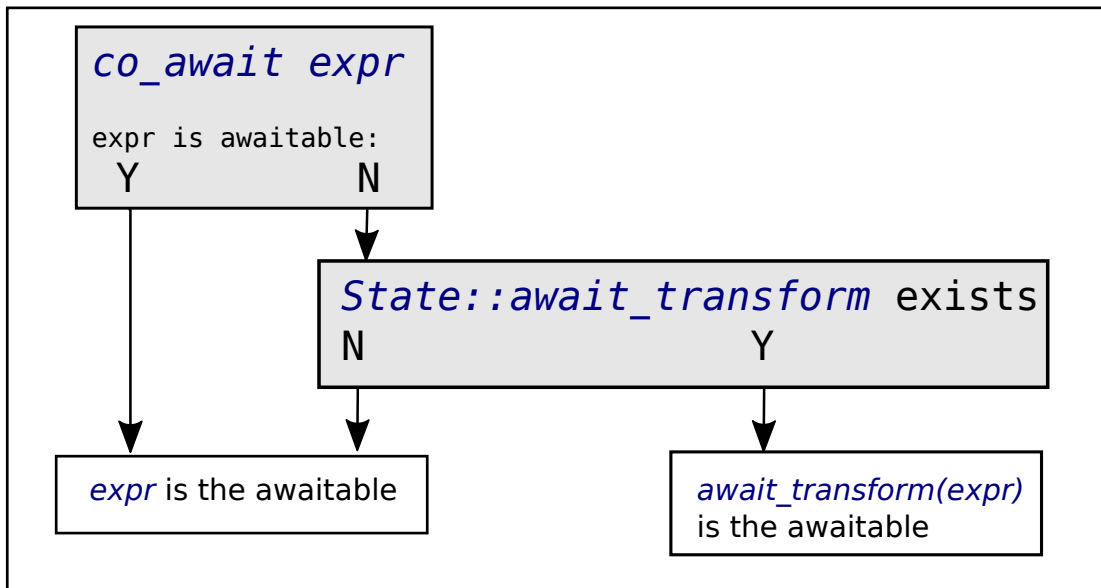 co_await expr
expr is awaitable:
Y N
State::await_transform exists
N Y
expr is the awaitable
await_transform(expr)
is the awaitable